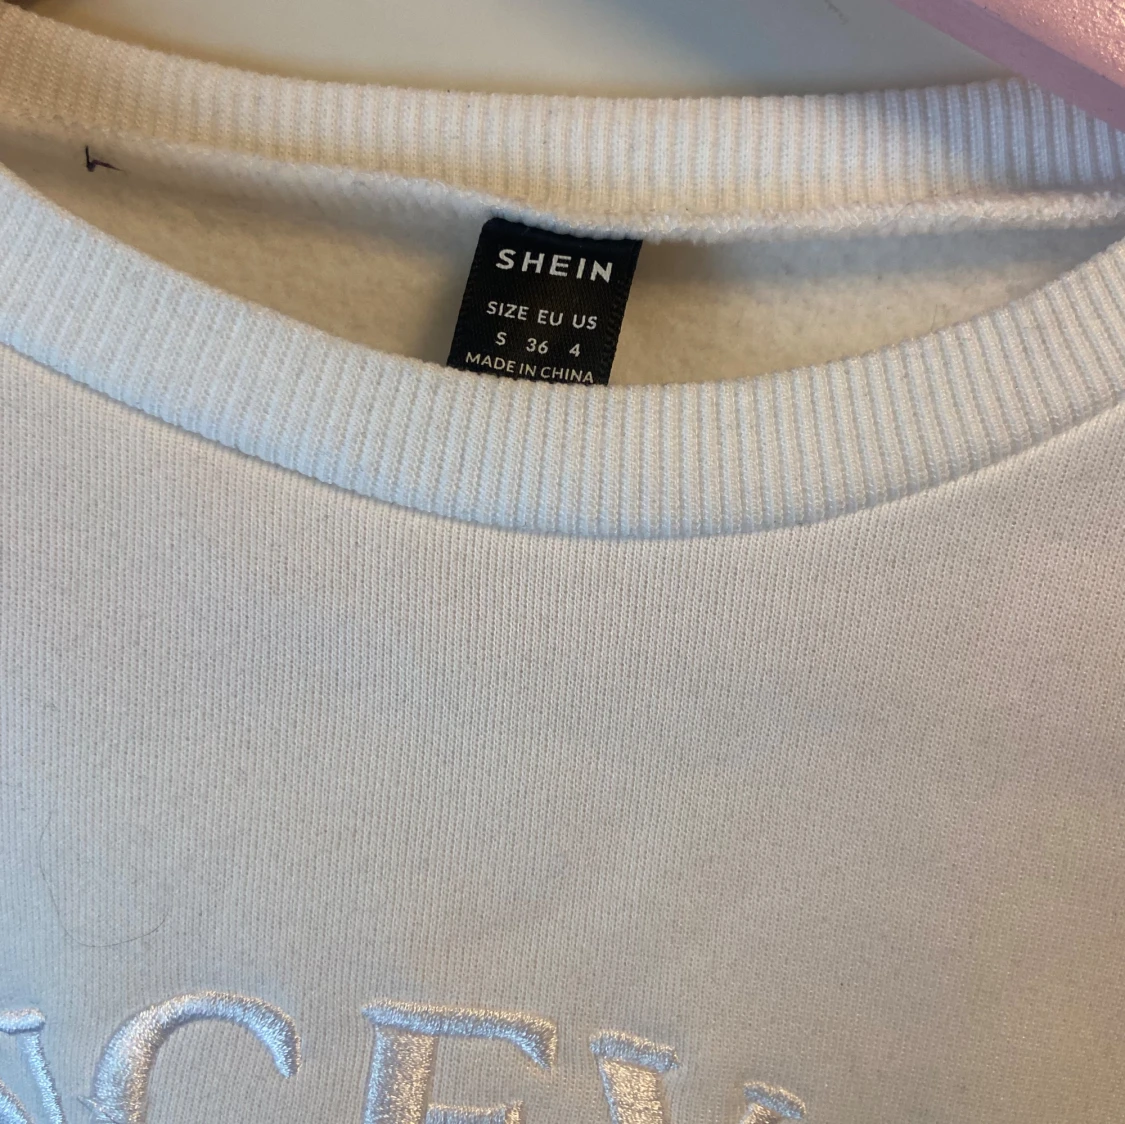 SHEIN
SIZE EU US
S 36 4
MADE IN CHINA